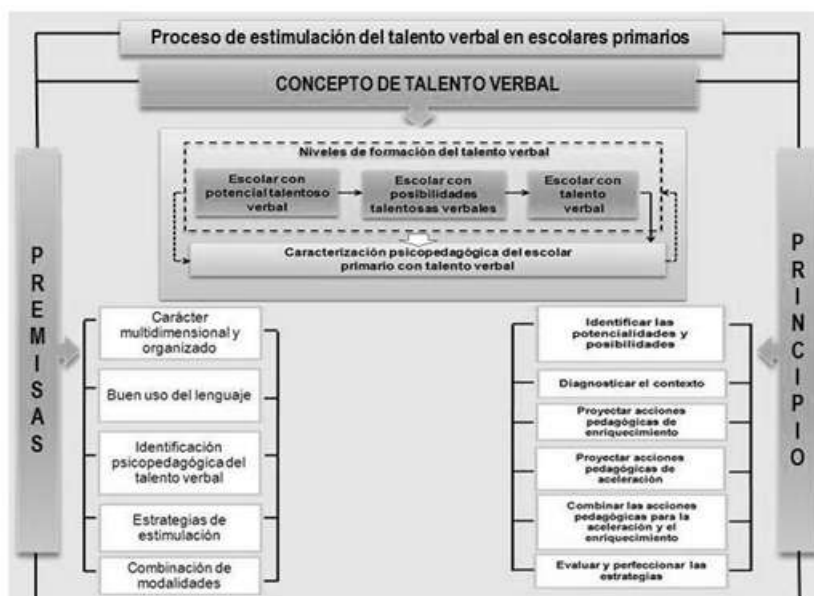 Proceso de estimulación del talento verbal en escolares primarios
CONCEPTO DE TALENTO VERBAL
Niveles de formación del talento verbal
Escolar con
potencial talentoso
verbal
Escolar con
posibilidades
talentosas verbales
Escolar con
talento
verbal
Caracterización psicopedagógica del escolar
primario con talento verbal
PREMISAS
Carácter
multidimensional y
organizado
Buen uso del lenguaje
Identificación
psicopedagógica del
talento verbal
Estrategias de
estimulación
Combinación de
modalidades
Identificar las
potencialidades y
posibilidades
Diagnosticar el contexto
Proyectar acciones
pedagógicas de
enriquecimiento
Proyectar acciones
pedagógicas de
aceleración
Combinar las acciones
pedagógicas para la
aceleración y el
enriquecimiento
Evaluar y perfeccionar las
estrategias
PRINCIPIO